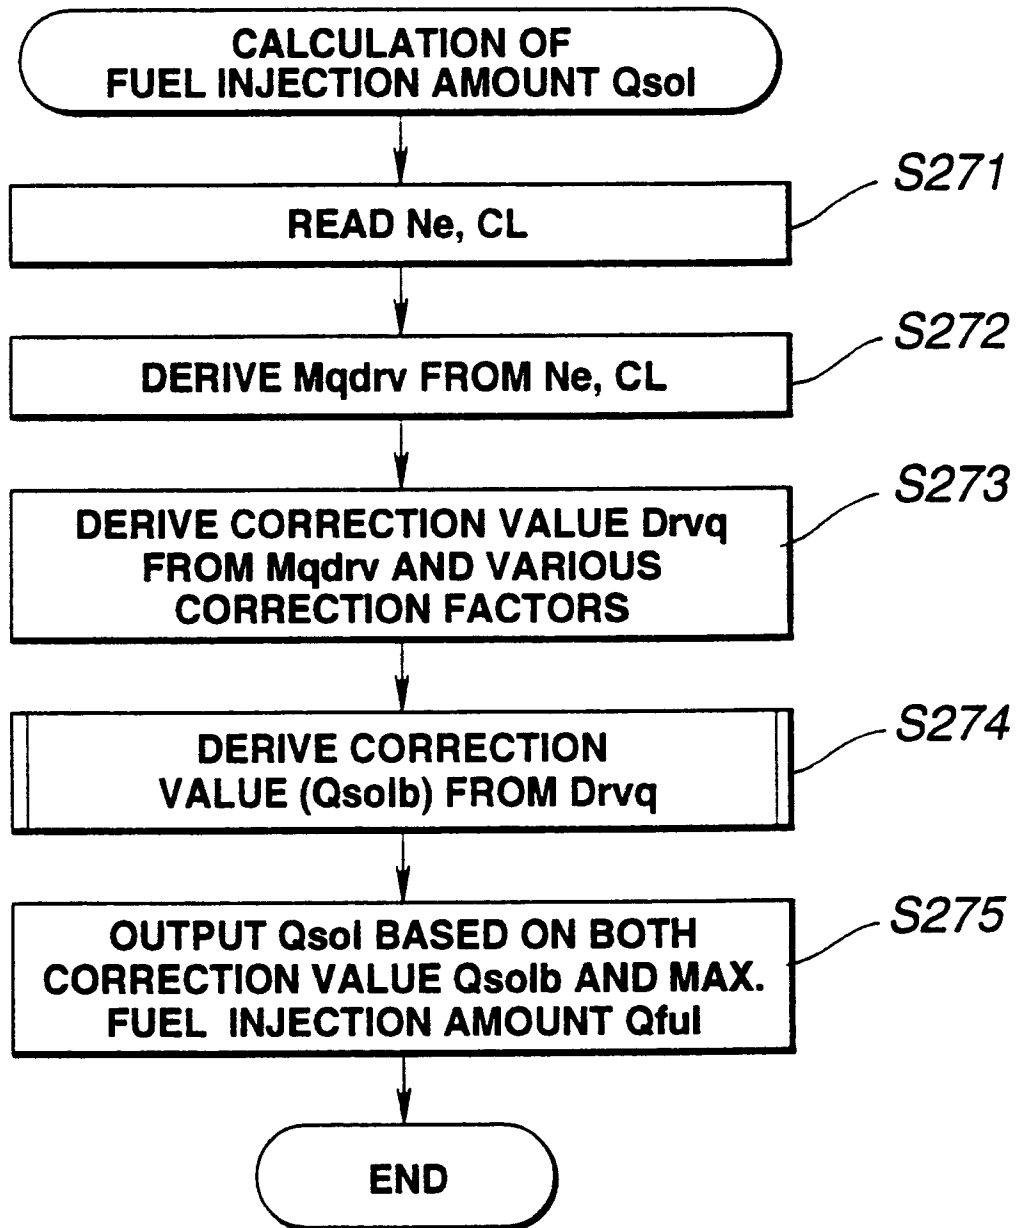 CALCULATION OF
FUEL INJECTION AMOUNT Qsol
S271
READ Ne, CL
S272
DERIVE Mqdrv FROM Ne, CL
S273
DERIVE CORRECTION VALUE Drvq
FROM Mqdrv AND VARIOUS
CORRECTION FACTORS
S274
DERIVE CORRECTION
VALUE (Qsolb) FROM Drvq
S275
OUTPUT Qsol BASED ON BOTH
CORRECTION VALUE Qsolb AND MAX.
FUEL INJECTION AMOUNT Qful
END